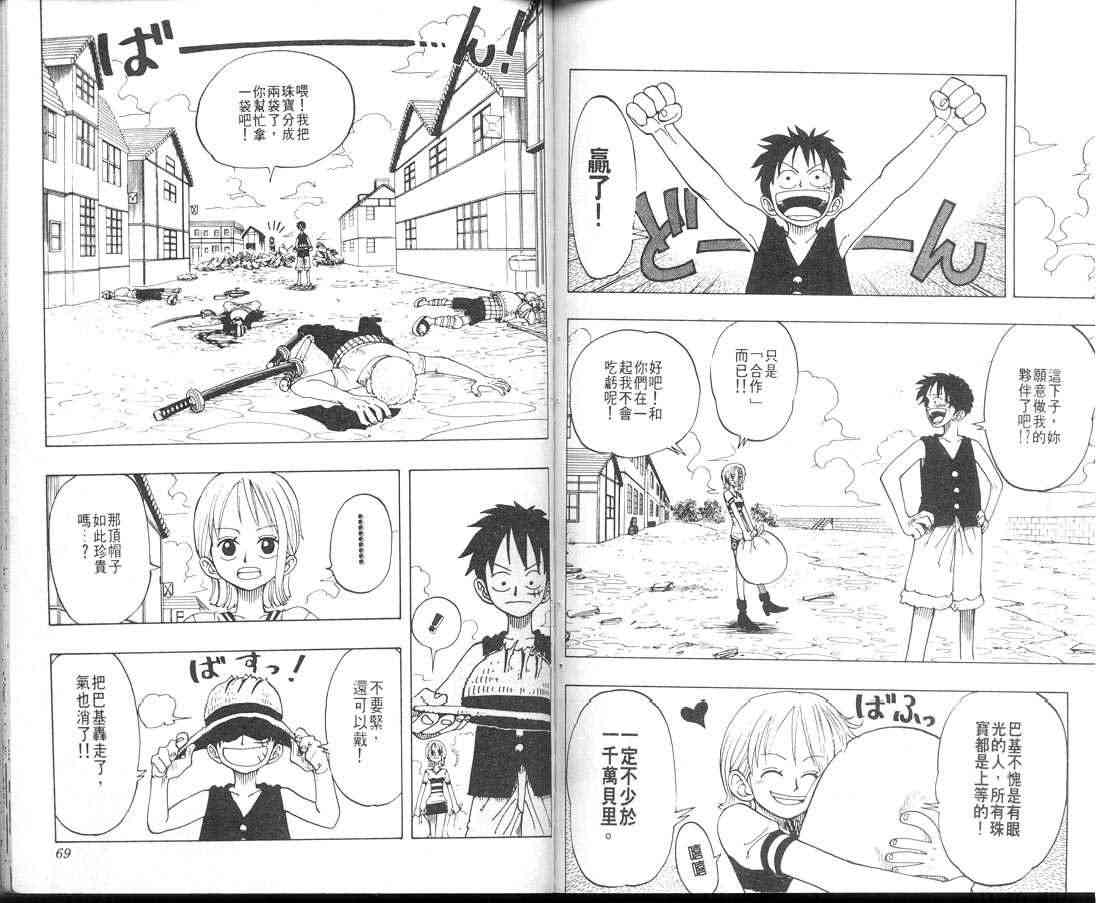 贏了！
どーーん
這下子，妳
願意做我的
夥伴了吧!?
只是
「合作」
而已!!
好吧！和
你們在一
起我不會
吃虧呢！
巴基不愧是有眼
光的人，所有珠
寶都是上等的！
ばふっ
一定不少於
一千萬貝里。
嘻嘻
ばーーー…ん！
喂！我把
珠寶分成
兩袋了，
你幫忙拿
一袋吧！
!!
………
那頂帽子
如此珍貴
嗎…？
不要緊，
還可以戴！
ばすっ！
把巴基轟走了，
氣也消了!!
69